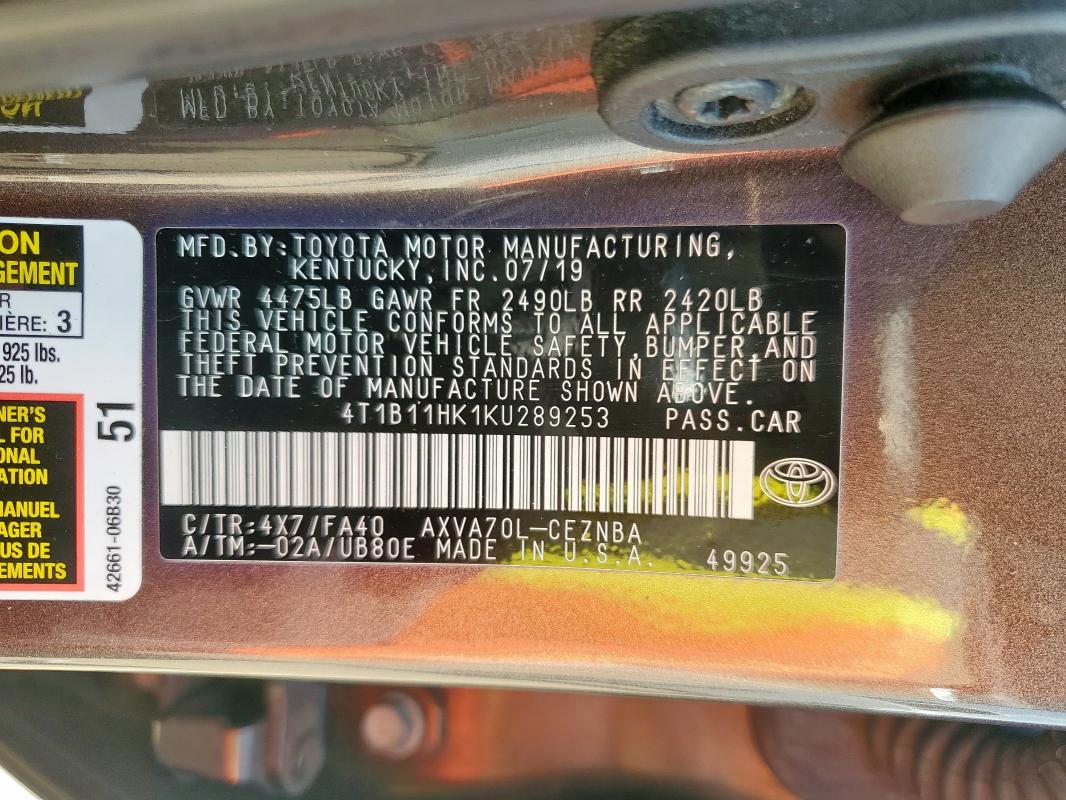 ON
GEMENT
R
IÈRE: 3
925 lbs.
25 lb.
NER'S
L FOR
ONAL
ATION
MANUEL
AGER
US DE
EMENTS
51
42661-06B30
MFD.BY:TOYOTA MOTOR MANUFACTURING,
KENTUCKY,INC.07/19
GVWR 4475LB GAWR FR 2490LB RR 2420LB
THIS VEHICLE CONFORMS TO ALL APPLICABLE
FEDERAL MOTOR VEHICLE SAFETY,BUMPER,AND
THEFT PREVENTION STANDARDS IN EFFECT ON
THE DATE OF MANUFACTURE SHOWN ABOVE.
4T1B11HK1KU289253 PASS.CAR
C/TR:4X7/FA40 AXVA70L-CEZNBA
A/TM:-02A/UB80E MADE IN U.S.A. 49925